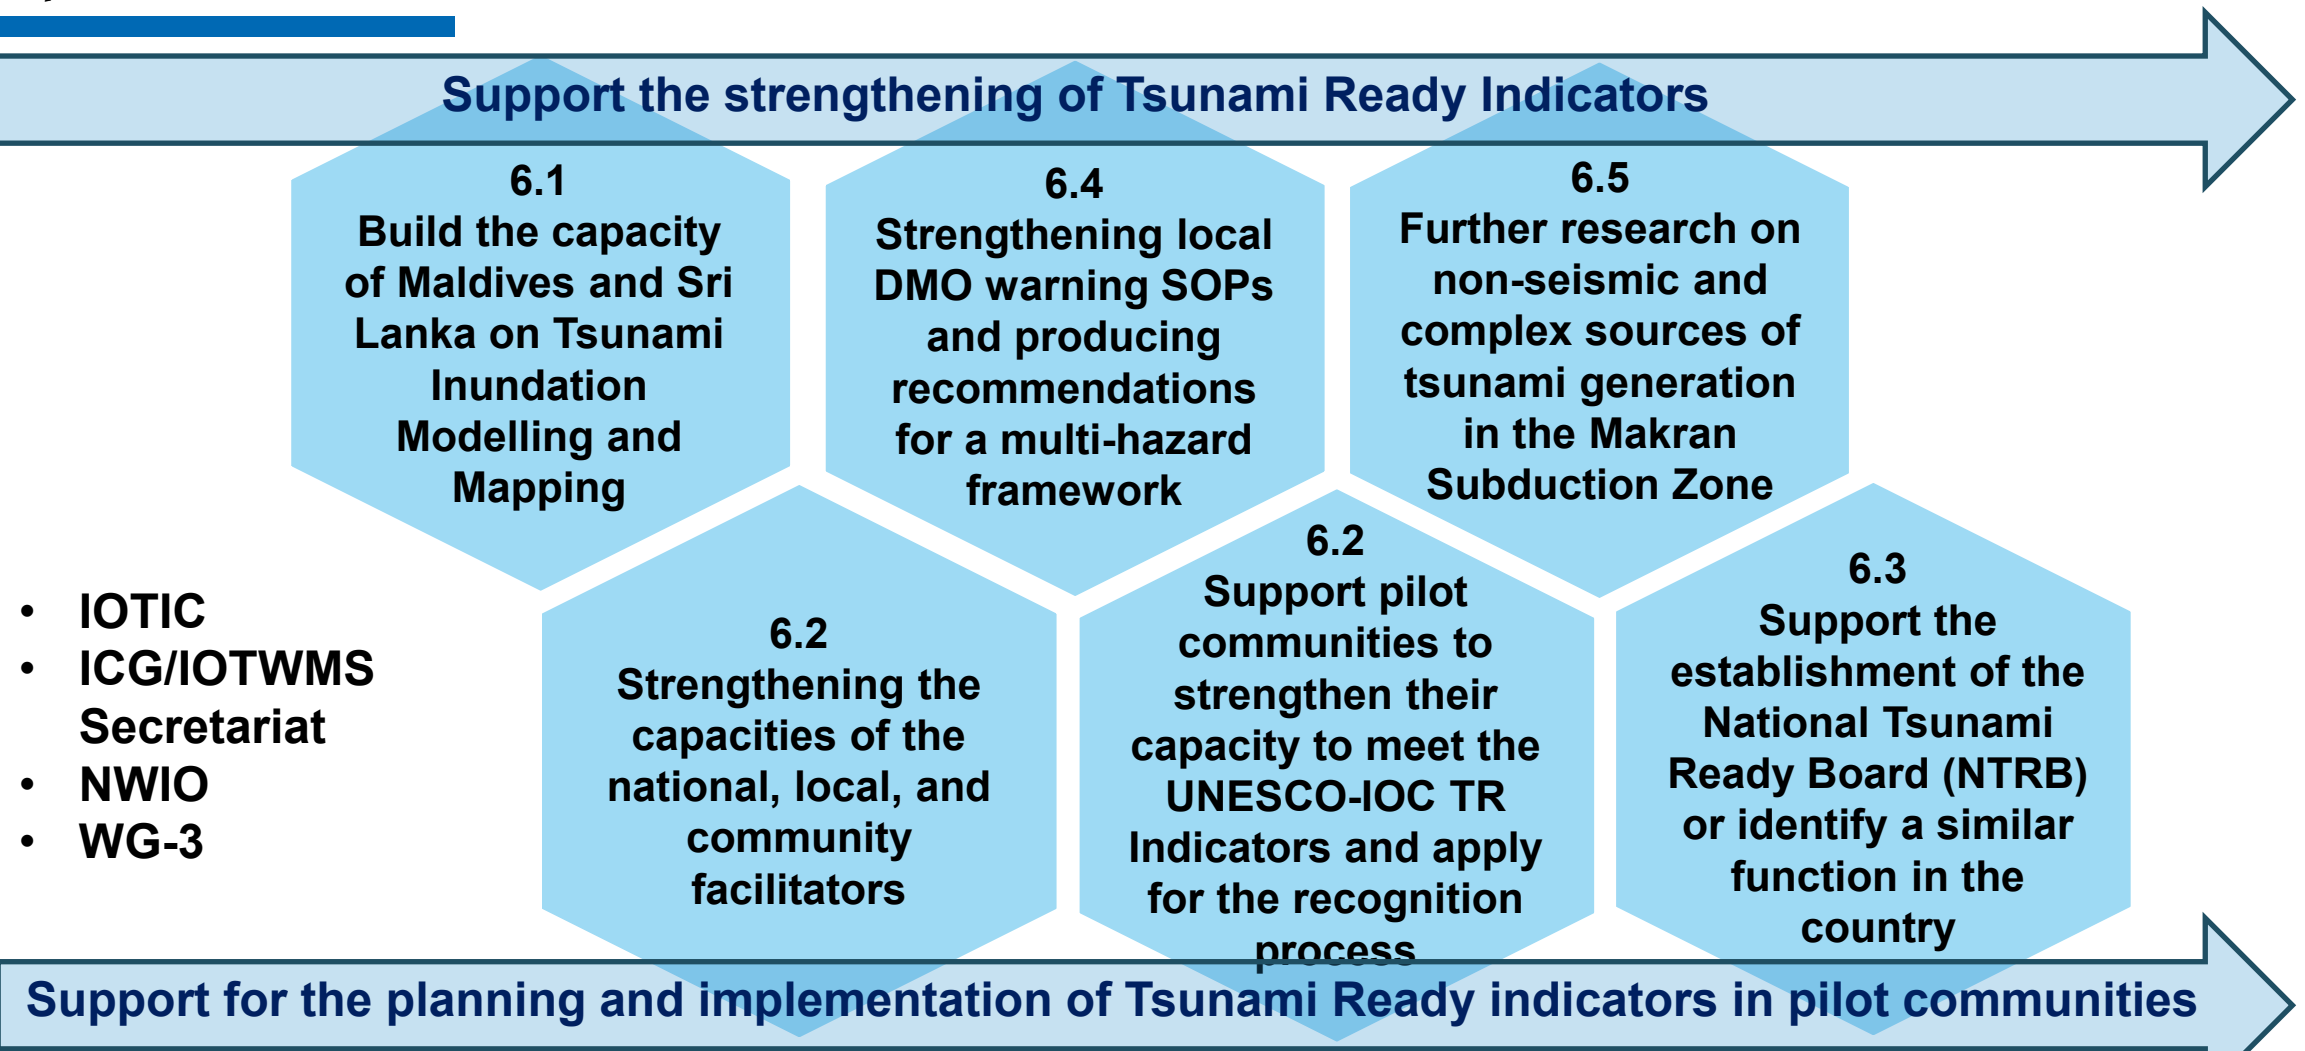 Support the strengthening of Tsunami Ready Indicators
6.1
Build the capacity
of Maldives and Sri
Lanka on Tsunami
Inundation
Modelling and
Mapping
6.4
Strengthening local
DMO warning SOPs
and producing
recommendations
for a multi-hazard
framework
6.5
Further research on
non-seismic and
complex sources of
tsunami generation
in the Makran
Subduction Zone
• IOTIC
• ICG/IOTWMS
Secretariat
• NWIO
• WG-3
6.2
Strengthening the
capacities of the
national, local, and
community
facilitators
6.2
Support pilot
communities to
strengthen their
capacity to meet the
UNESCO-IOC TR
Indicators and apply
for the recognition
process
6.3
Support the
establishment of the
National Tsunami
Ready Board (NTRB)
or identify a similar
function in the
country
Support for the planning and implementation of Tsunami Ready indicators in pilot communities